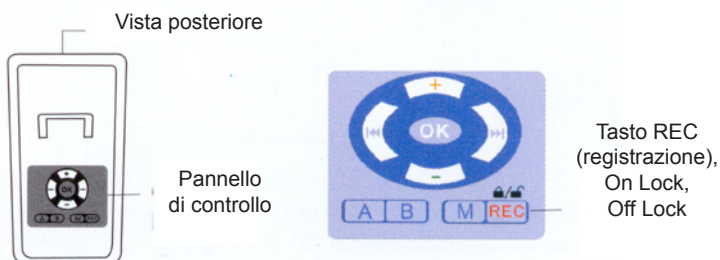 Vista posteriore
Pannello
di controllo
+
OK
-
A B M REC
Tasto REC
(registrazione),
On Lock,
Off Lock